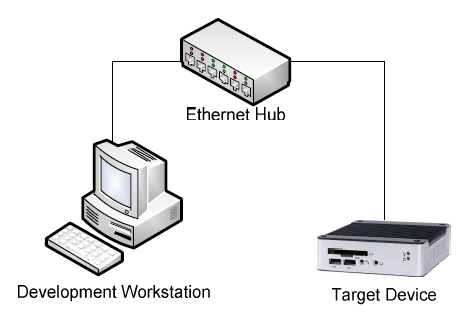 Ethernet Hub
Development Workstation
Target Device